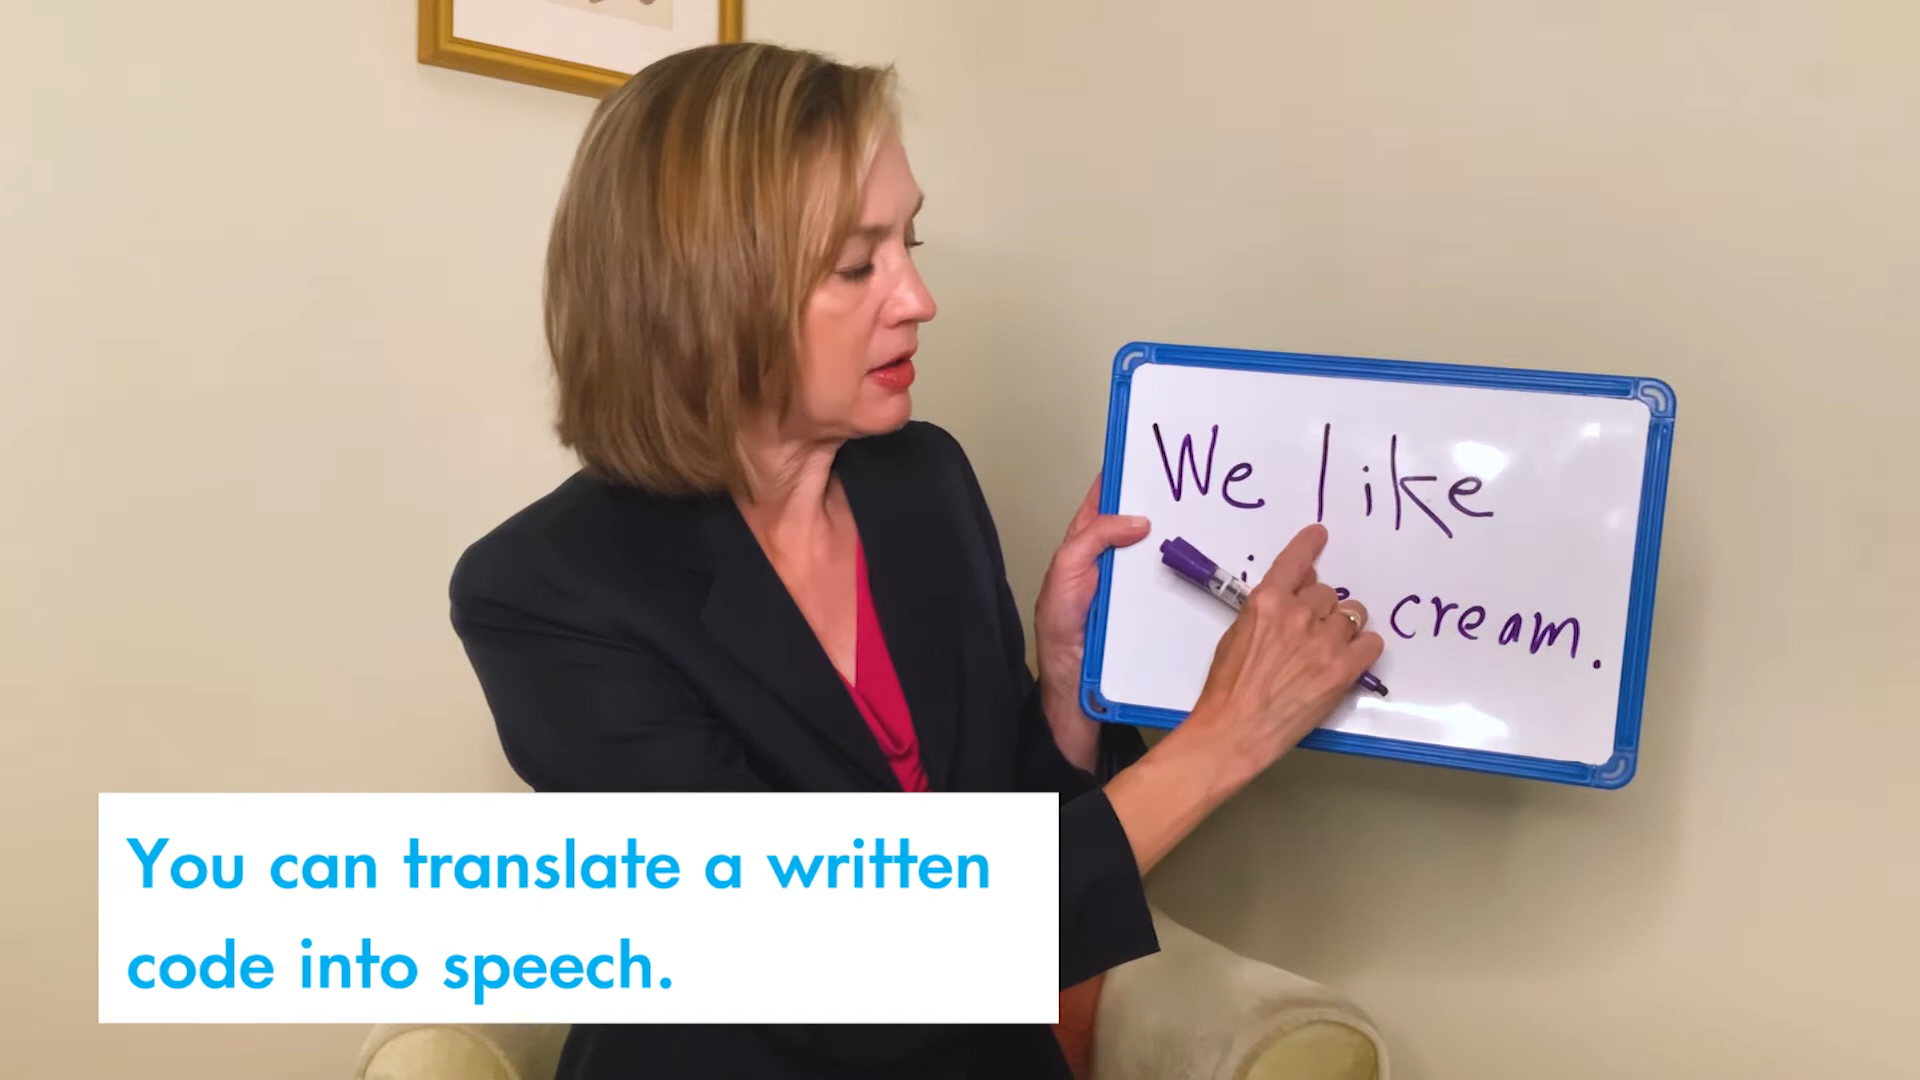 We like
cream.
You can translate a written
code into speech.